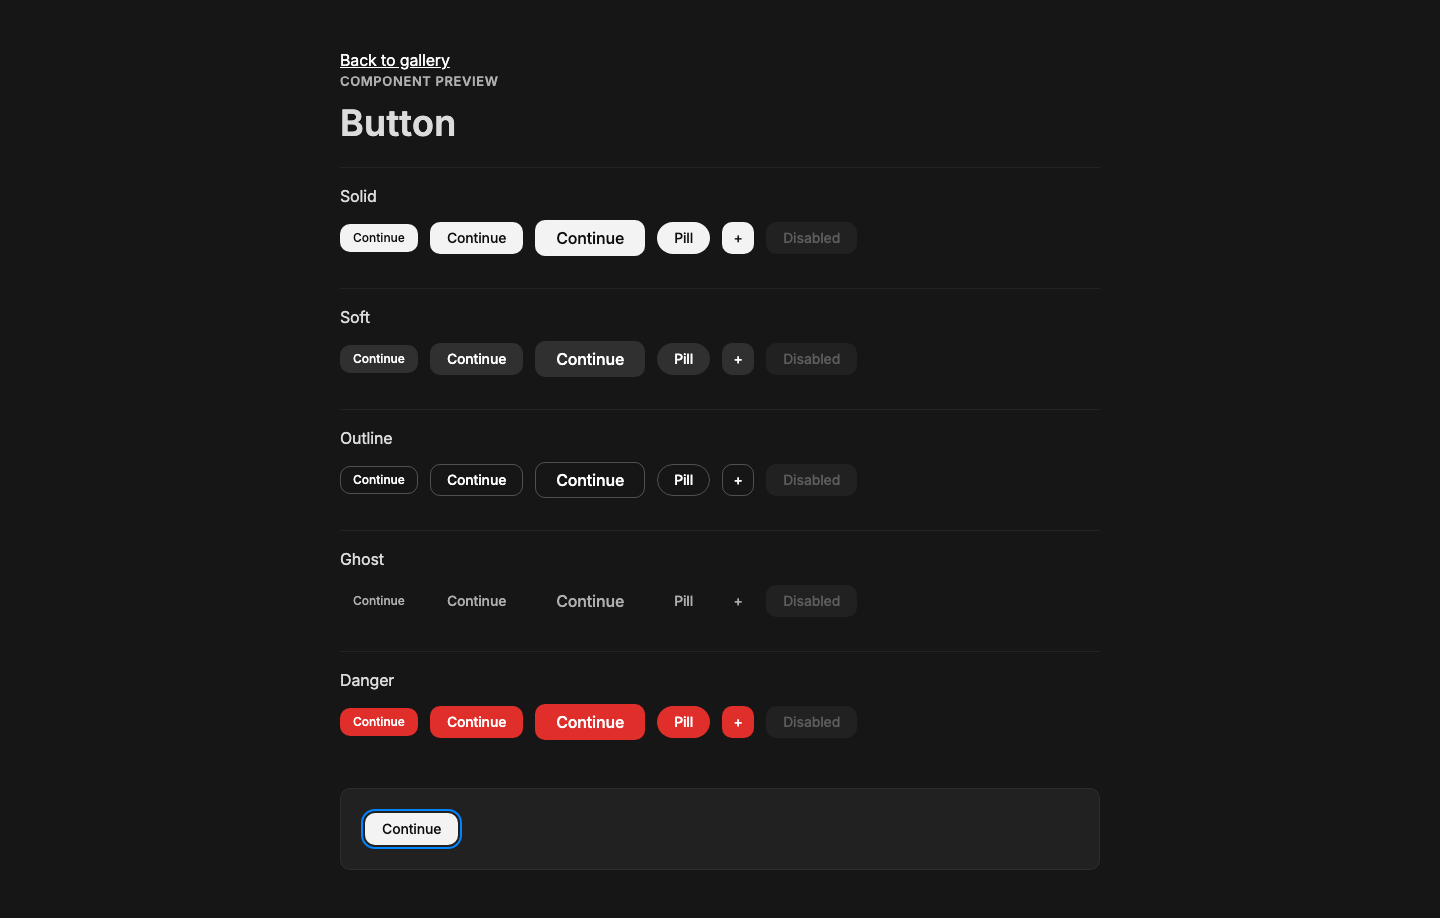 Back to gallery
COMPONENT PREVIEW
Button
Solid
Continue Continue Continue Pill + Disabled
Soft
Continue Continue Continue Pill + Disabled
Outline
Continue Continue Continue Pill + Disabled
Ghost
Continue Continue Continue Pill + Disabled
Danger
Continue Continue Continue Pill + Disabled
Continue